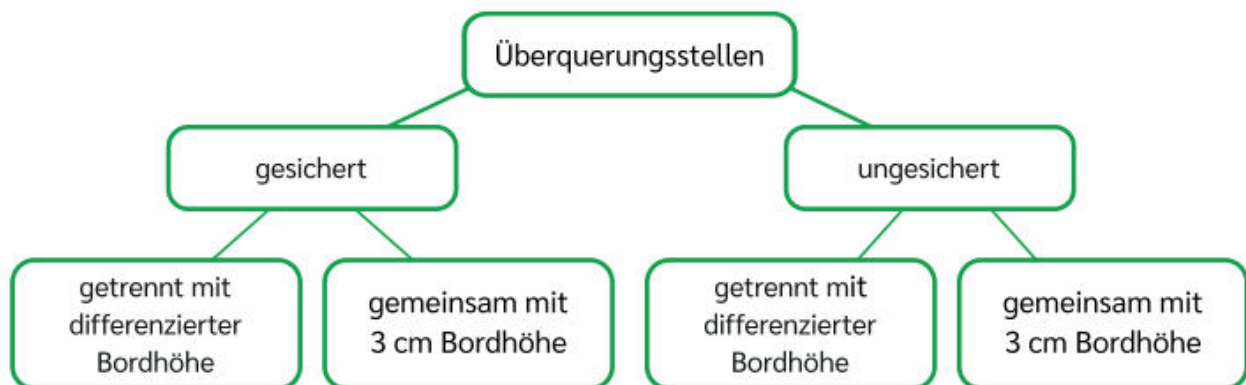 Überquerungsstellen
gesichert
ungesichert
getrennt mit
differenzierter
Bordhöhe
gemeinsam mit
3 cm Bordhöhe
getrennt mit
differenzierter
Bordhöhe
gemeinsam mit
3 cm Bordhöhe